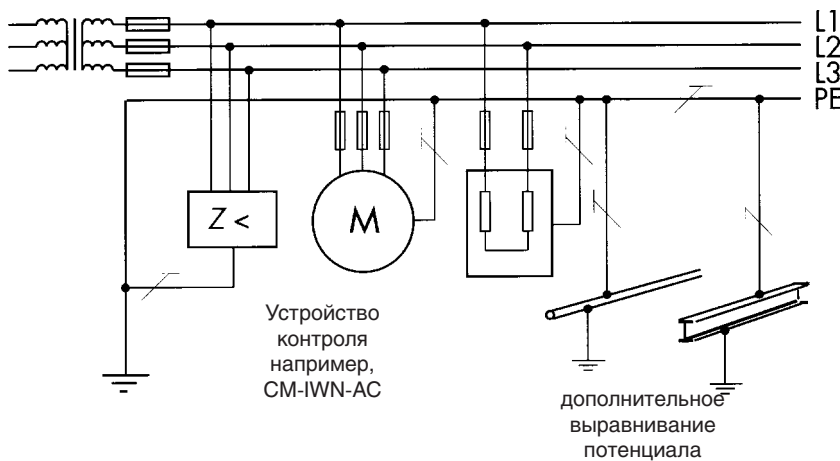 L1
L2
L3
PE
Z <
M
Устройство
контроля
например,
CM-IWN-AC
дополнительное
выравнивание
потенциала